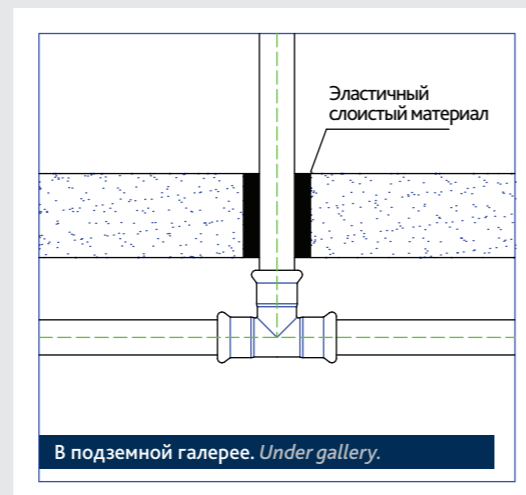 Эластичный
слоистый материал
В подземной галерее. Under gallery.